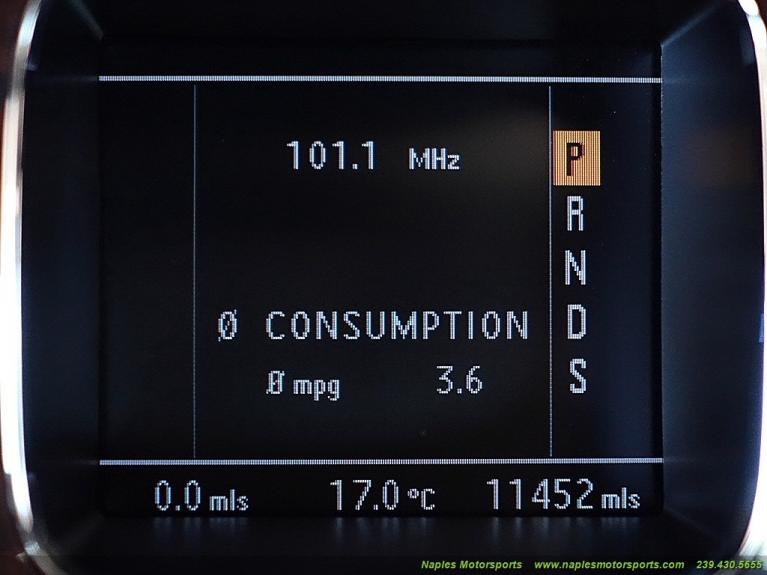 101.1 MHz
P
R
N
Ø CONSUMPTION
D
Ø mpg 3.6
S
0.0 mls 17.0 °C 11452 mls
Naples Motorsports www.naplesmotorsports.com 239.430.5655